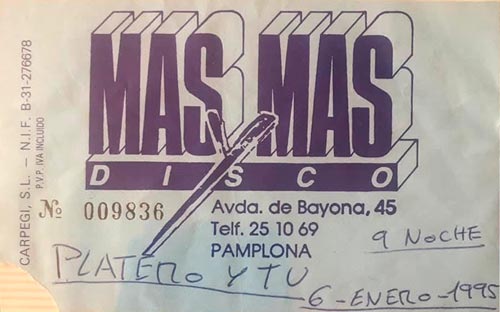 CARPEGI, S.L. — N.I.F. B-31-276678
P.V.P. IVA INCLUIDO
MAS Y MAS
DISCO
Nº 009836
Avda. de Bayona, 45
Telf. 25 10 69
PAMPLONA
9 NOCHE
PLATERO Y TU
6-ENERO-1995